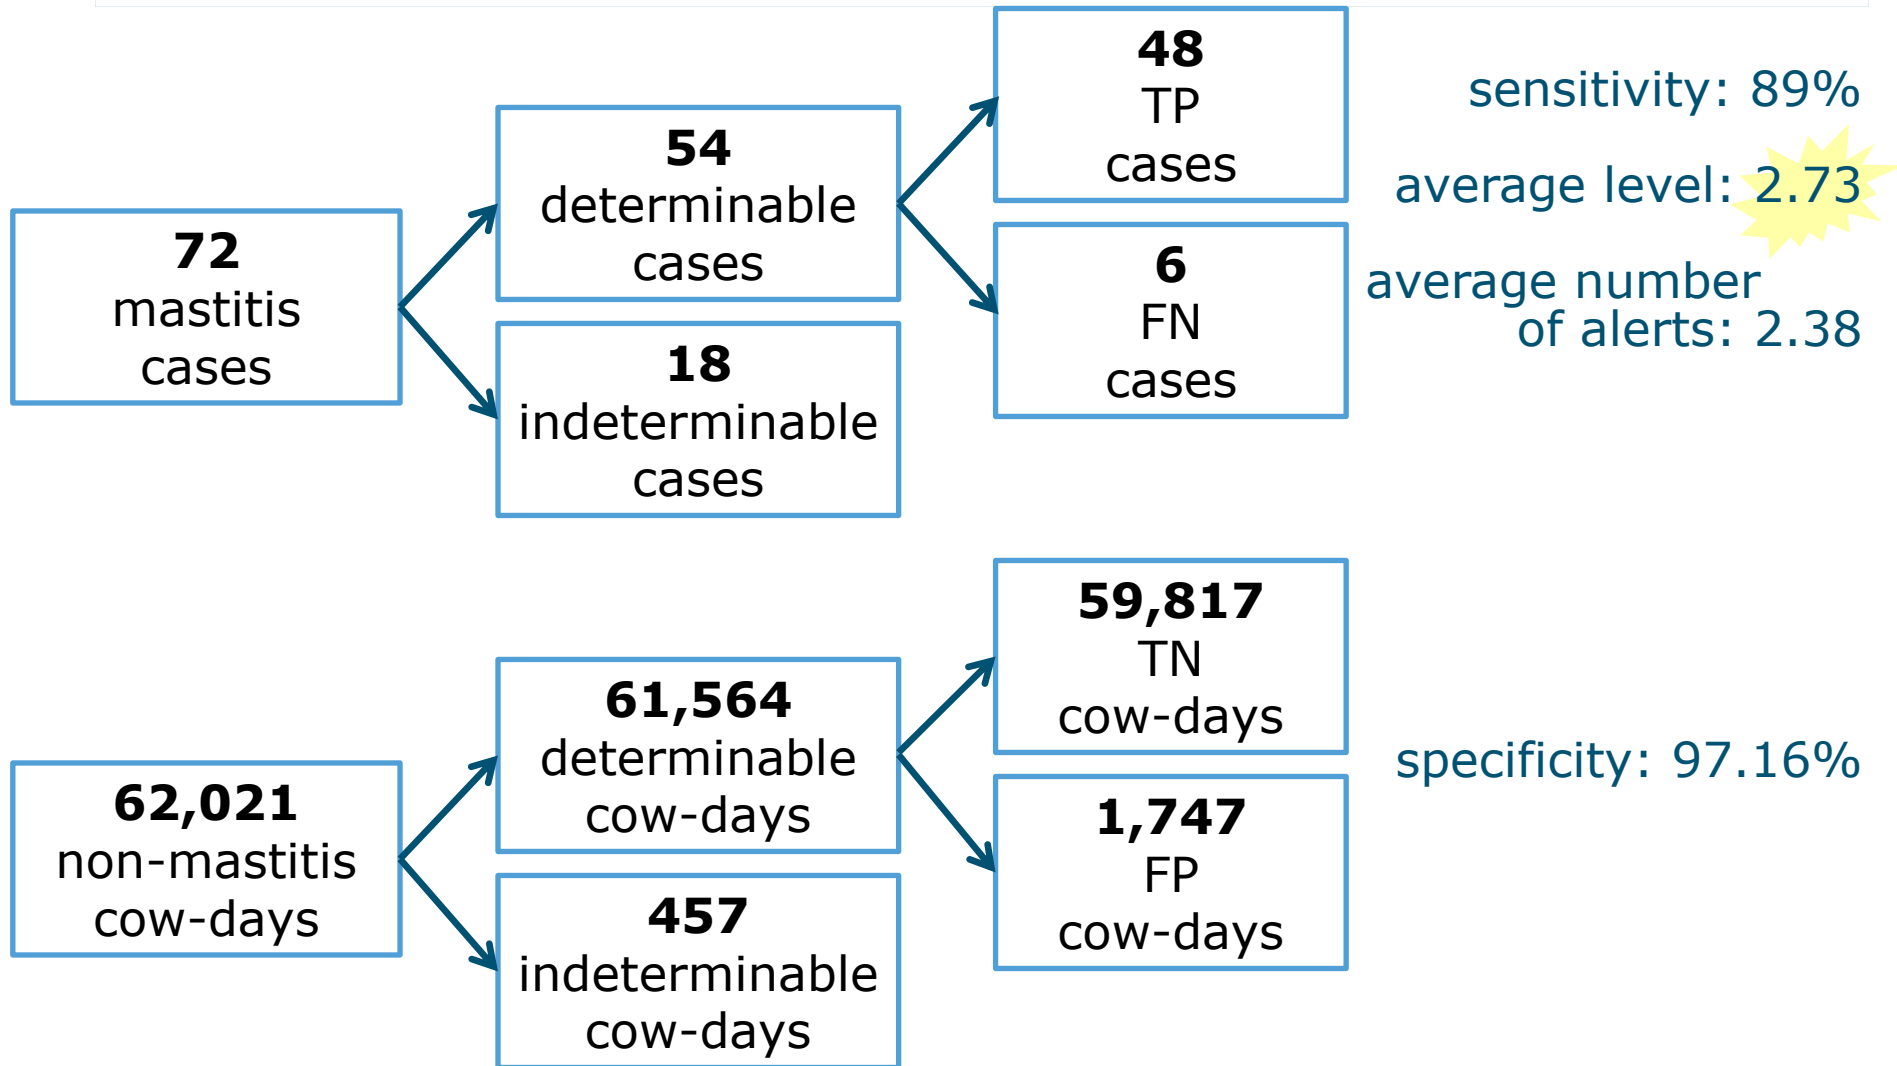 72
mastitis
cases
54
determinable
cases
18
indeterminable
cases
48
TP
cases
6
FN
cases
sensitivity: 89%
average level: 2.73
average number
of alerts: 2.38
62,021
non-mastitis
cow-days
61,564
determinable
cow-days
457
indeterminable
cow-days
59,817
TN
cow-days
1,747
FP
cow-days
specificity: 97.16%